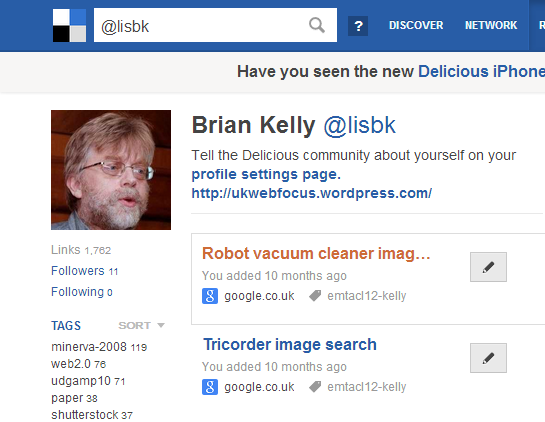 @lisbk
? DISCOVER NETWORK R
Have you seen the new Delicious iPhone
Brian Kelly @lisbk
Tell the Delicious community about yourself on your
profile settings page.
http://ukwebfocus.wordpress.com/
Links 1,762
Followers 11
Following 0
TAGS SORT
minerva-2008 119
web2.0 76
udgamp10 71
paper 38
shutterstock 37
Robot vacuum cleaner imag…
You added 10 months ago
g google.co.uk emtacl12-kelly
Tricorder image search
You added 10 months ago
g google.co.uk emtacl12-kelly